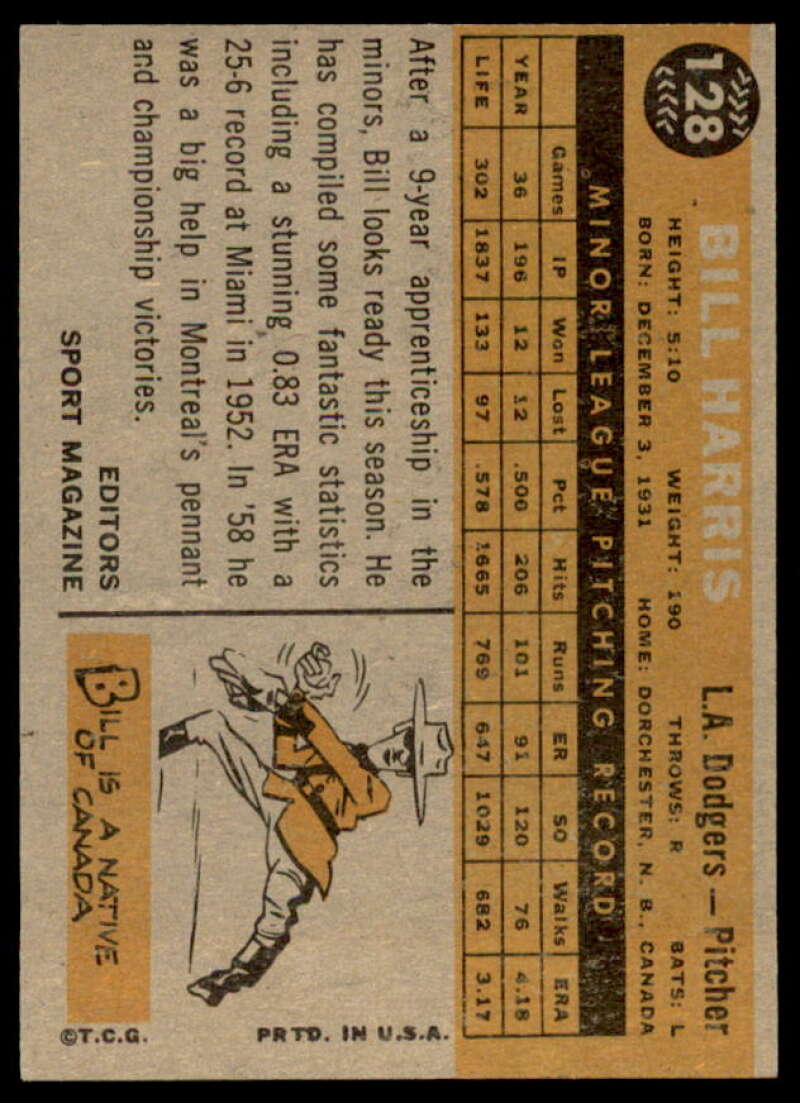 128
BILL HARRIS L.A. Dodgers — Pitcher
HEIGHT: 5:10 WEIGHT: 190 THROWS: R BATS: L
BORN: DECEMBER 3, 1931 HOME: DORCHESTER, N. B., CANADA
MINOR LEAGUE PITCHING RECORD
Games IP Won Lost Pct Hits Runs ER SO Walks ERA
YEAR 36 196 12 12 .500 206 101 91 120 76 4.18
LIFE 302 1837 133 97 .578 1665 769 647 1029 682 3.17
After a 9-year apprenticeship in the
minors, Bill looks ready this season. He
has compiled some fantastic statistics
including a stunning 0.83 ERA with a
25-6 record at Miami in 1952. In '58 he
was a big help in Montreal's pennant
and championship victories.
EDITORS
SPORT MAGAZINE
BILL IS A NATIVE
OF CANADA
©T.C.G. PRTD. IN U.S.A.